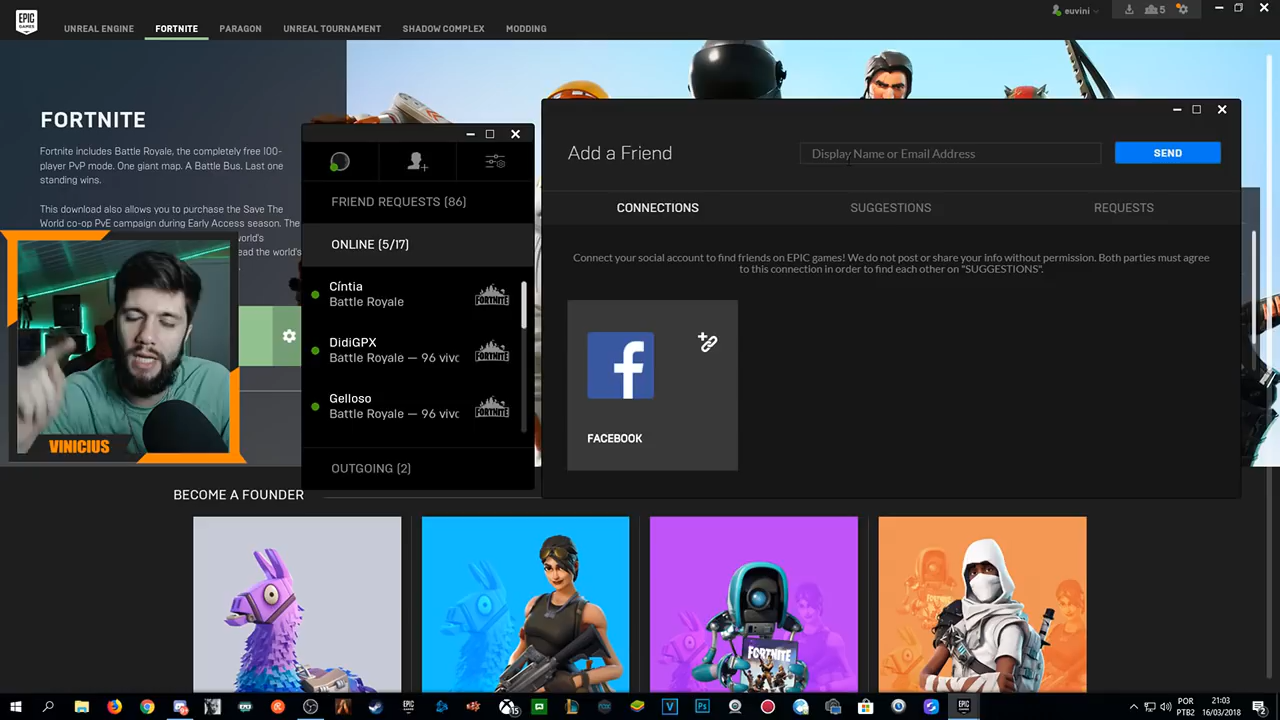 EPIC GAMES
euvini
5
UNREAL ENGINE
FORTNITE
PARAGON
UNREAL TOURNAMENT
SHADOW COMPLEX
MODDING
FORTNITE
Fortnite includes Battle Royale, the completely free 100-
player PvP mode. One giant map. A Battle Bus. Last one
standing wins.
This download also allows you to purchase the Save The
World co-op PvE campaign during Early Access season. The
world's
ead the world's
VINICIUS
FRIEND REQUESTS (86)
ONLINE (5/17)
Cíntia
Battle Royale
FORTNITE
DidiGPX
Battle Royale — 96 vivo
FORTNITE
Gelloso
Battle Royale — 96 vivo
FORTNITE
OUTGOING (2)
Add a Friend
Display Name or Email Address
SEND
CONNECTIONS
SUGGESTIONS
REQUESTS
Connect your social account to find friends on EPIC games! We do not post or share your info without permission. Both parties must agree
to this connection in order to find each other on "SUGGESTIONS".
FACEBOOK
BECOME A FOUNDER
FORTNITE
15
POR
PTB2
21:03
16/03/2018
2